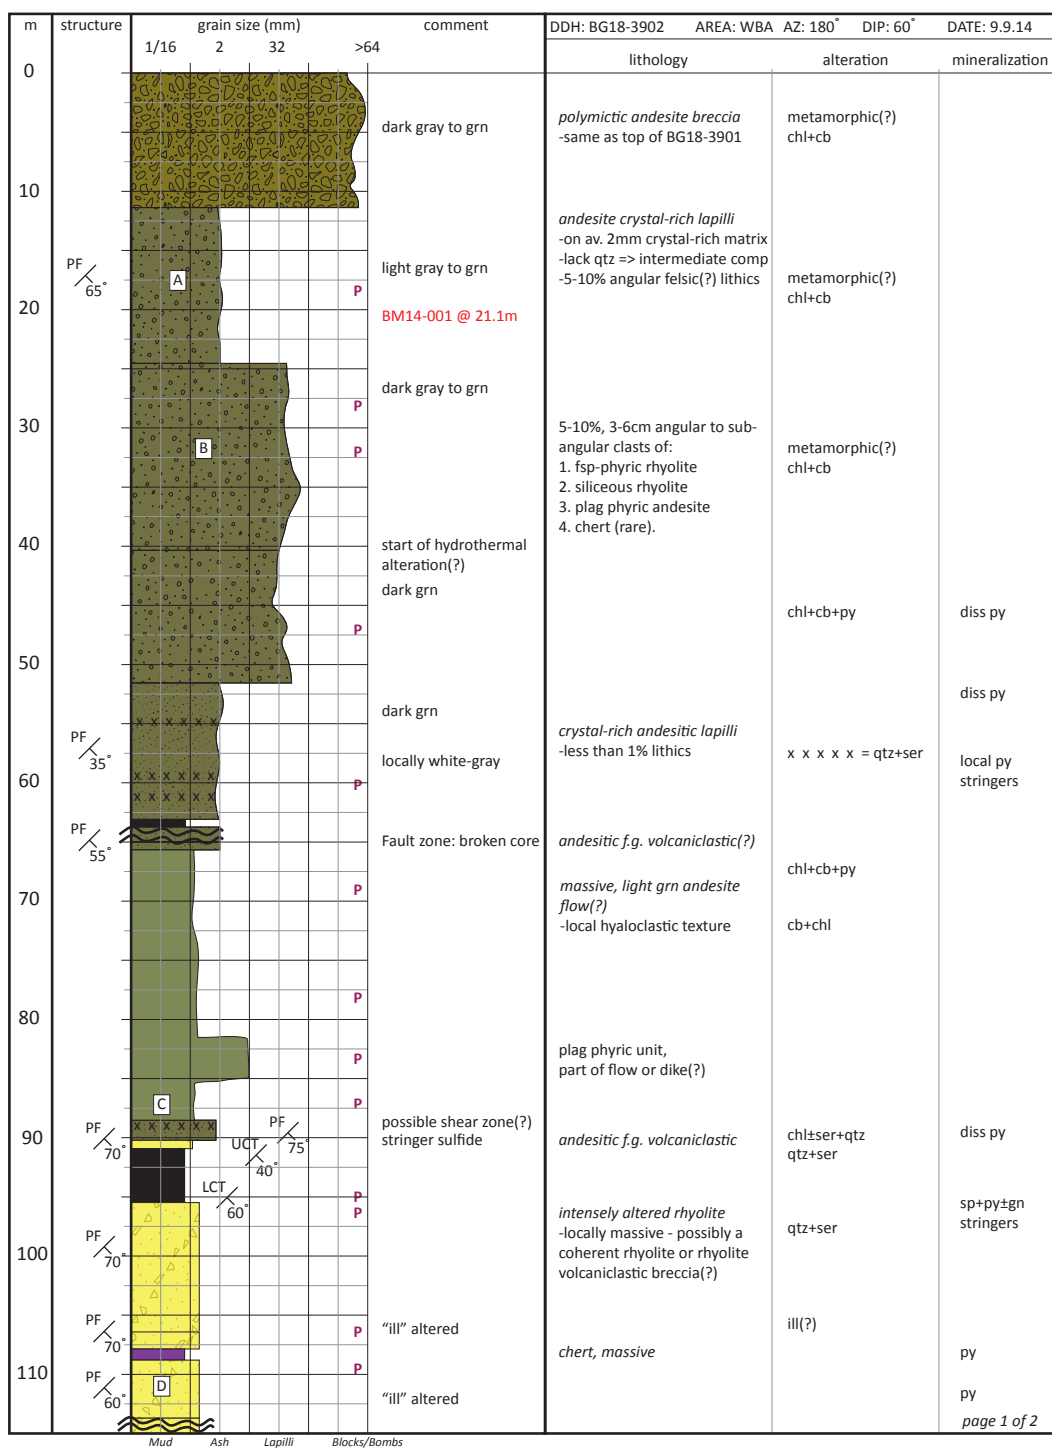 m structure grain size (mm) comment
1/16 2 32 >64
DDH: BG18-3902 AREA: WBA AZ: 180° DIP: 60° DATE: 9.9.14
lithology alteration mineralization
0
10
20
30
40
50
m
60
70
80
90
100
110
PF
65°
PF
35°
PF
55°
PF
70°
PF
75°
UCT
40°
LCT
60°
PF
70°
PF
70°
PF
60°
A
B
C
D
P
P
P
P
P
P
P
P
P
P
P
P
P
x x x x x x
x x x x x x
x x x x x x
x x x x x x
dark gray to grn
light gray to grn
BM14-001 @ 21.1m
dark gray to grn
start of hydrothermal
alteration(?)
dark grn
dark grn
locally white-gray
Fault zone: broken core
possible shear zone(?)
stringer sulfide
"ill" altered
"ill" altered
polymictic andesite breccia
-same as top of BG18-3901
andesite crystal-rich lapilli
-on av. 2mm crystal-rich matrix
-lack qtz => intermediate comp
-5-10% angular felsic(?) lithics
5-10%, 3-6cm angular to sub-
angular clasts of:
1. fsp-phyric rhyolite
2. siliceous rhyolite
3. plag phyric andesite
4. chert (rare).
crystal-rich andesitic lapilli
-less than 1% lithics
andesitic f.g. volcaniclastic(?)
massive, light grn andesite
flow(?)
-local hyaloclastic texture
plag phyric unit,
part of flow or dike(?)
andesitic f.g. volcaniclastic
intensely altered rhyolite
-locally massive - possibly a
coherent rhyolite or rhyolite
volcaniclastic breccia(?)
chert, massive
metamorphic(?)
chl+cb
metamorphic(?)
chl+cb
metamorphic(?)
chl+cb
chl+cb+py
x x x x x = qtz+ser
chl+cb+py
cb+chl
chl±ser+qtz
qtz+ser
qtz+ser
ill(?)
diss py
diss py
local py
stringers
diss py
sp+py±gn
stringers
py
py
page 1 of 2
Mud Ash Lapilli Blocks/Bombs